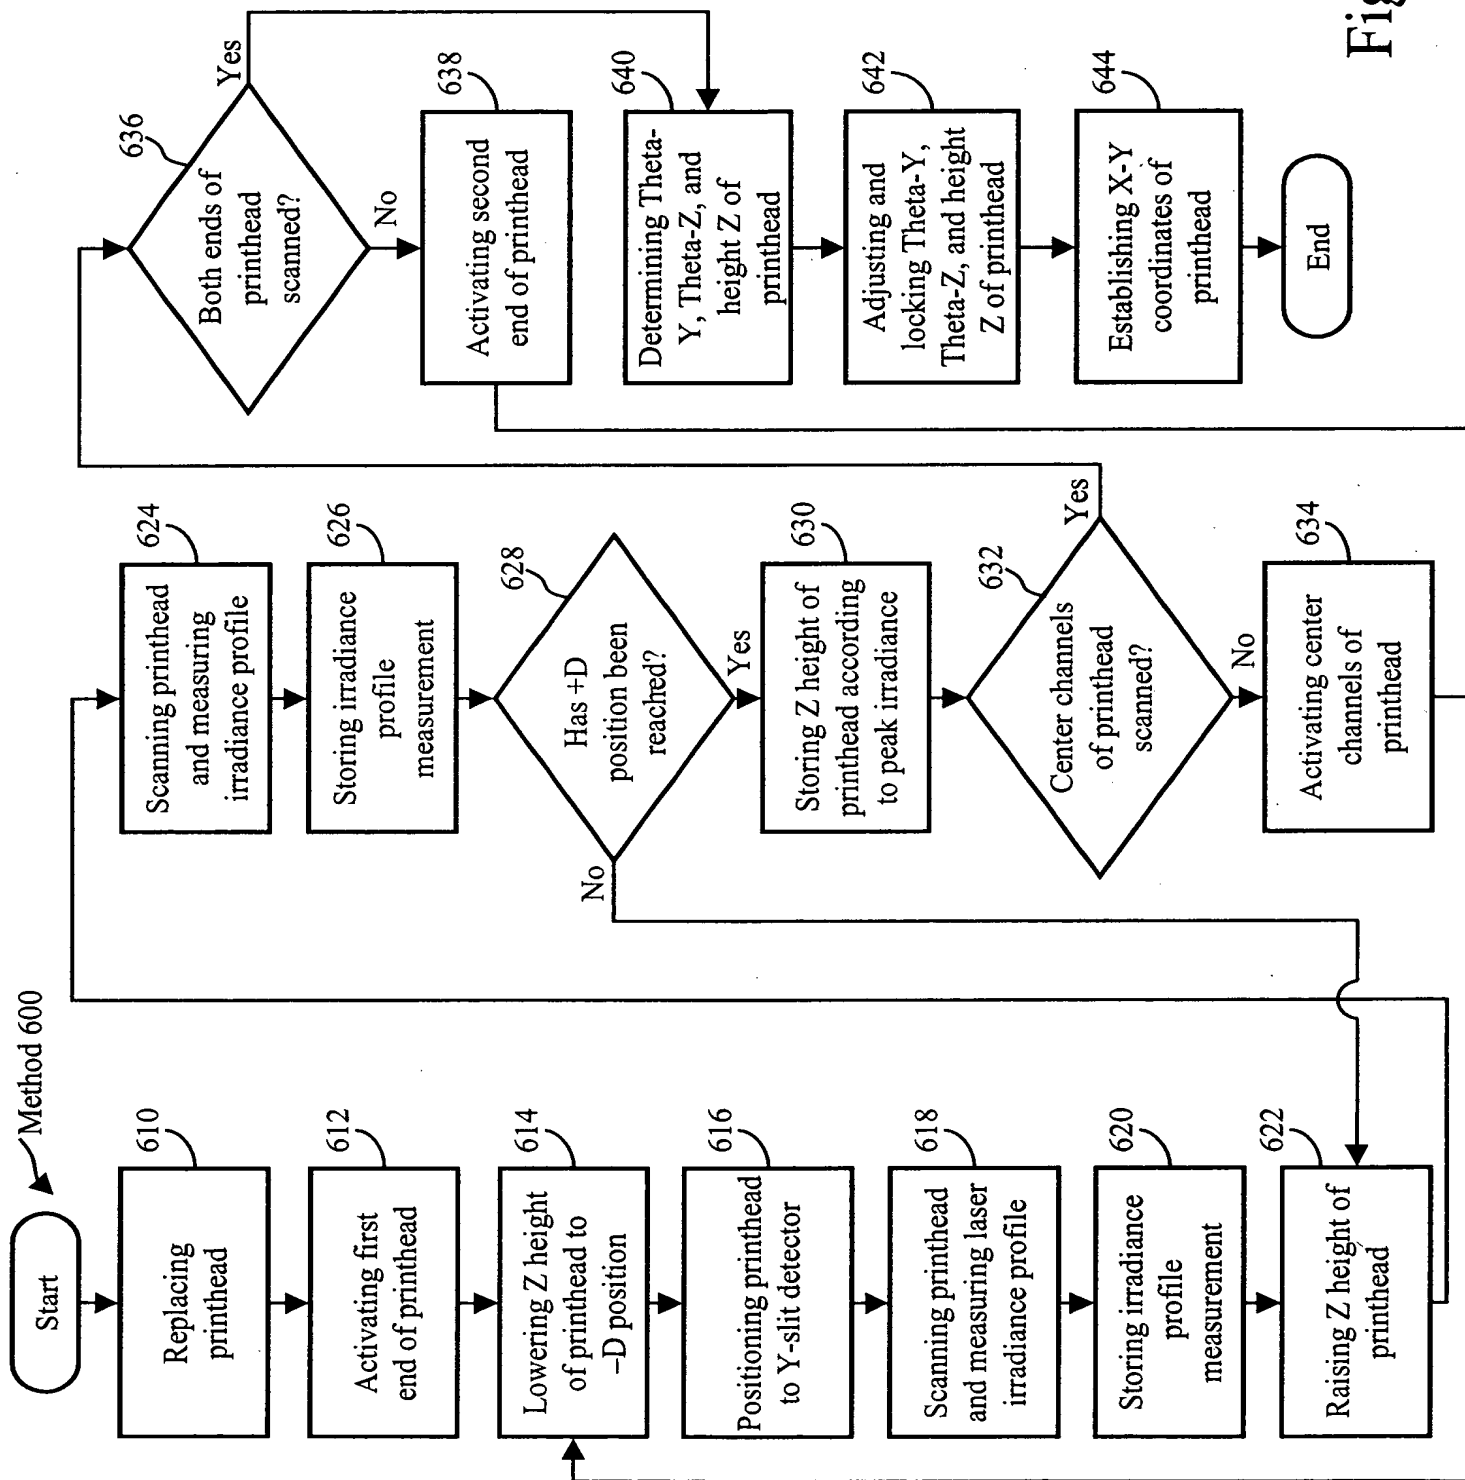 Method 600
Start
610
Replacing
printhead
612
Activating first
end of printhead
614
Lowering Z height
of printhead to
–D position
616
Positioning printhead
to Y-slit detector
618
Scanning printhead
and measuring laser
irradiance profile
620
Storing irradiance
profile
measurement
622
Raising Z height of
printhead
624
Scanning printhead
and measuring
irradiance profile
626
Storing irradiance
profile
measurement
628
Has +D
position been
reached?
No
Yes
630
Storing Z height of
printhead according
to peak irradiance
632
Center channels
of printhead
scanned?
Yes
No
634
Activating center
channels of
printhead
636
Both ends of
printhead
scanned?
Yes
No
638
Activating second
end of printhead
640
Determining Theta-
Y, Theta-Z, and
height Z of
printhead
642
Adjusting and
locking Theta-Y,
Theta-Z, and height
Z of printhead
644
Establishing X-Y
coordinates of
printhead
End